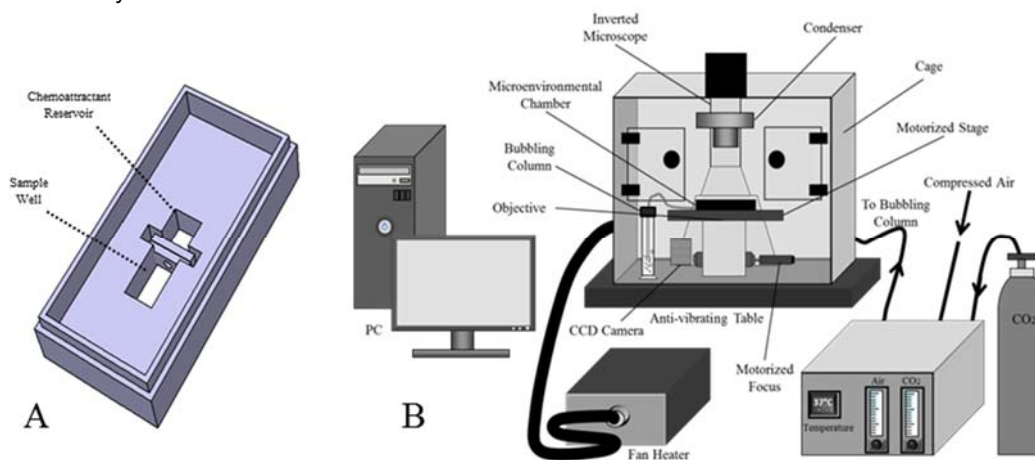 Chemoattractant
Reservoir
Sample
Well
A
Inverted
Microscope
Condenser
Microenvironmental
Chamber
Cage
Bubbling
Column
Motorized Stage
Objective
Compressed Air
To Bubbling
Column
PC
CCD Camera
Anti-vibrating Table
Motorized
Focus
CO2
B
Air
CO2
37°C
Temperature
Fan Heater